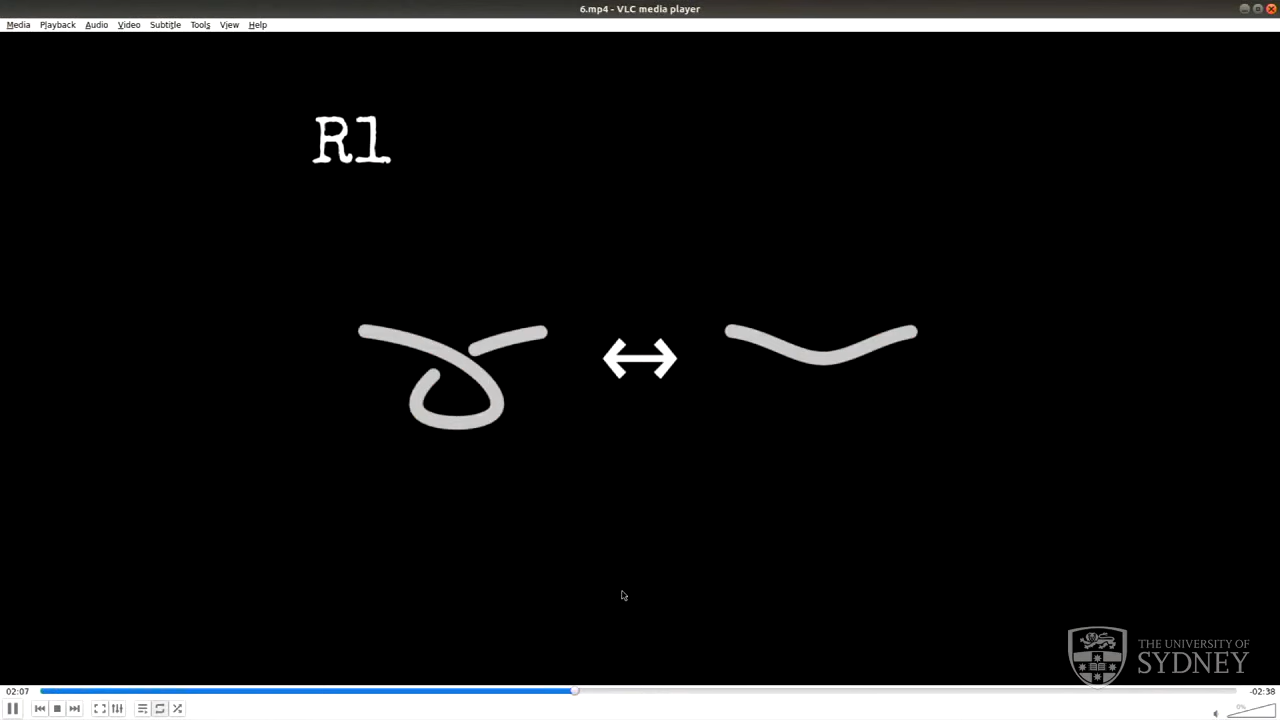 6.mp4 - VLC media player
Media Playback Audio Video Subtitle Tools View Help
R1
THE UNIVERSITY OF
SYDNEY
02:07
-02:38
0%